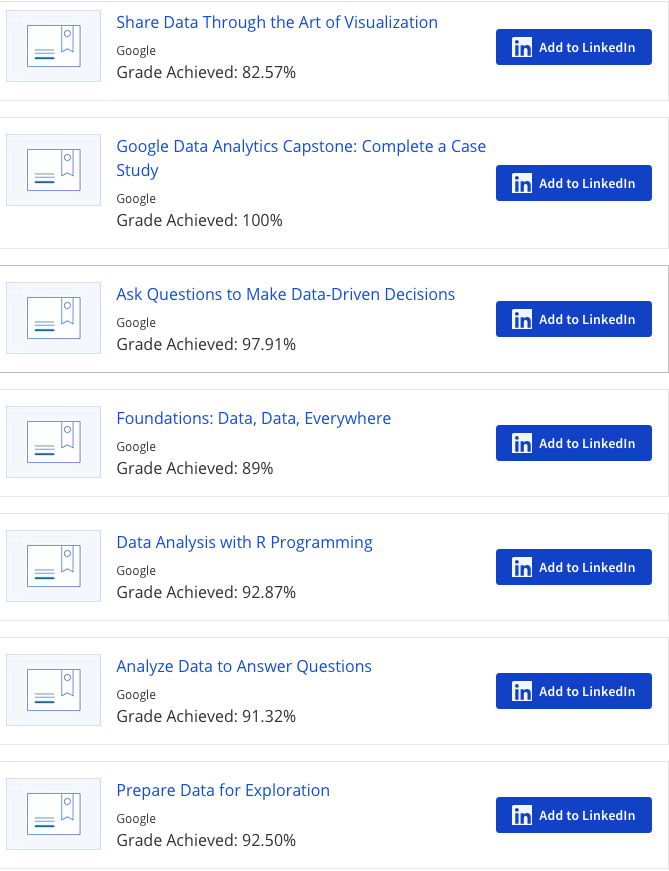 Share Data Through the Art of Visualization
Google
Grade Achieved: 82.57%
in Add to LinkedIn
Google Data Analytics Capstone: Complete a Case
Study
Google
Grade Achieved: 100%
in Add to LinkedIn
Ask Questions to Make Data-Driven Decisions
Google
Grade Achieved: 97.91%
in Add to LinkedIn
Foundations: Data, Data, Everywhere
Google
Grade Achieved: 89%
in Add to LinkedIn
Data Analysis with R Programming
Google
Grade Achieved: 92.87%
in Add to LinkedIn
Analyze Data to Answer Questions
Google
Grade Achieved: 91.32%
in Add to LinkedIn
Prepare Data for Exploration
Google
Grade Achieved: 92.50%
in Add to LinkedIn